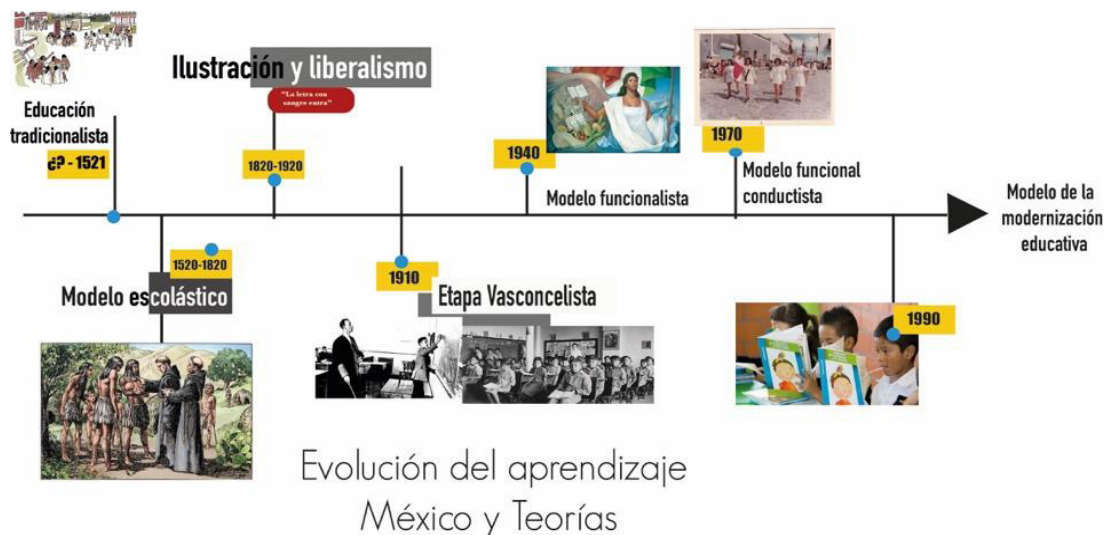 Educación
tradicionalista
¿? - 1521
Modelo escolástico
1520-1820
Ilustración y liberalismo
"La letra con
sangre entra"
1820-1920
1910
Etapa Vasconcelista
1940
Modelo funcionalista
1970
Modelo funcional
conductista
1990
Modelo de la
modernización
educativa
Evolución del aprendizaje
México y Teorías